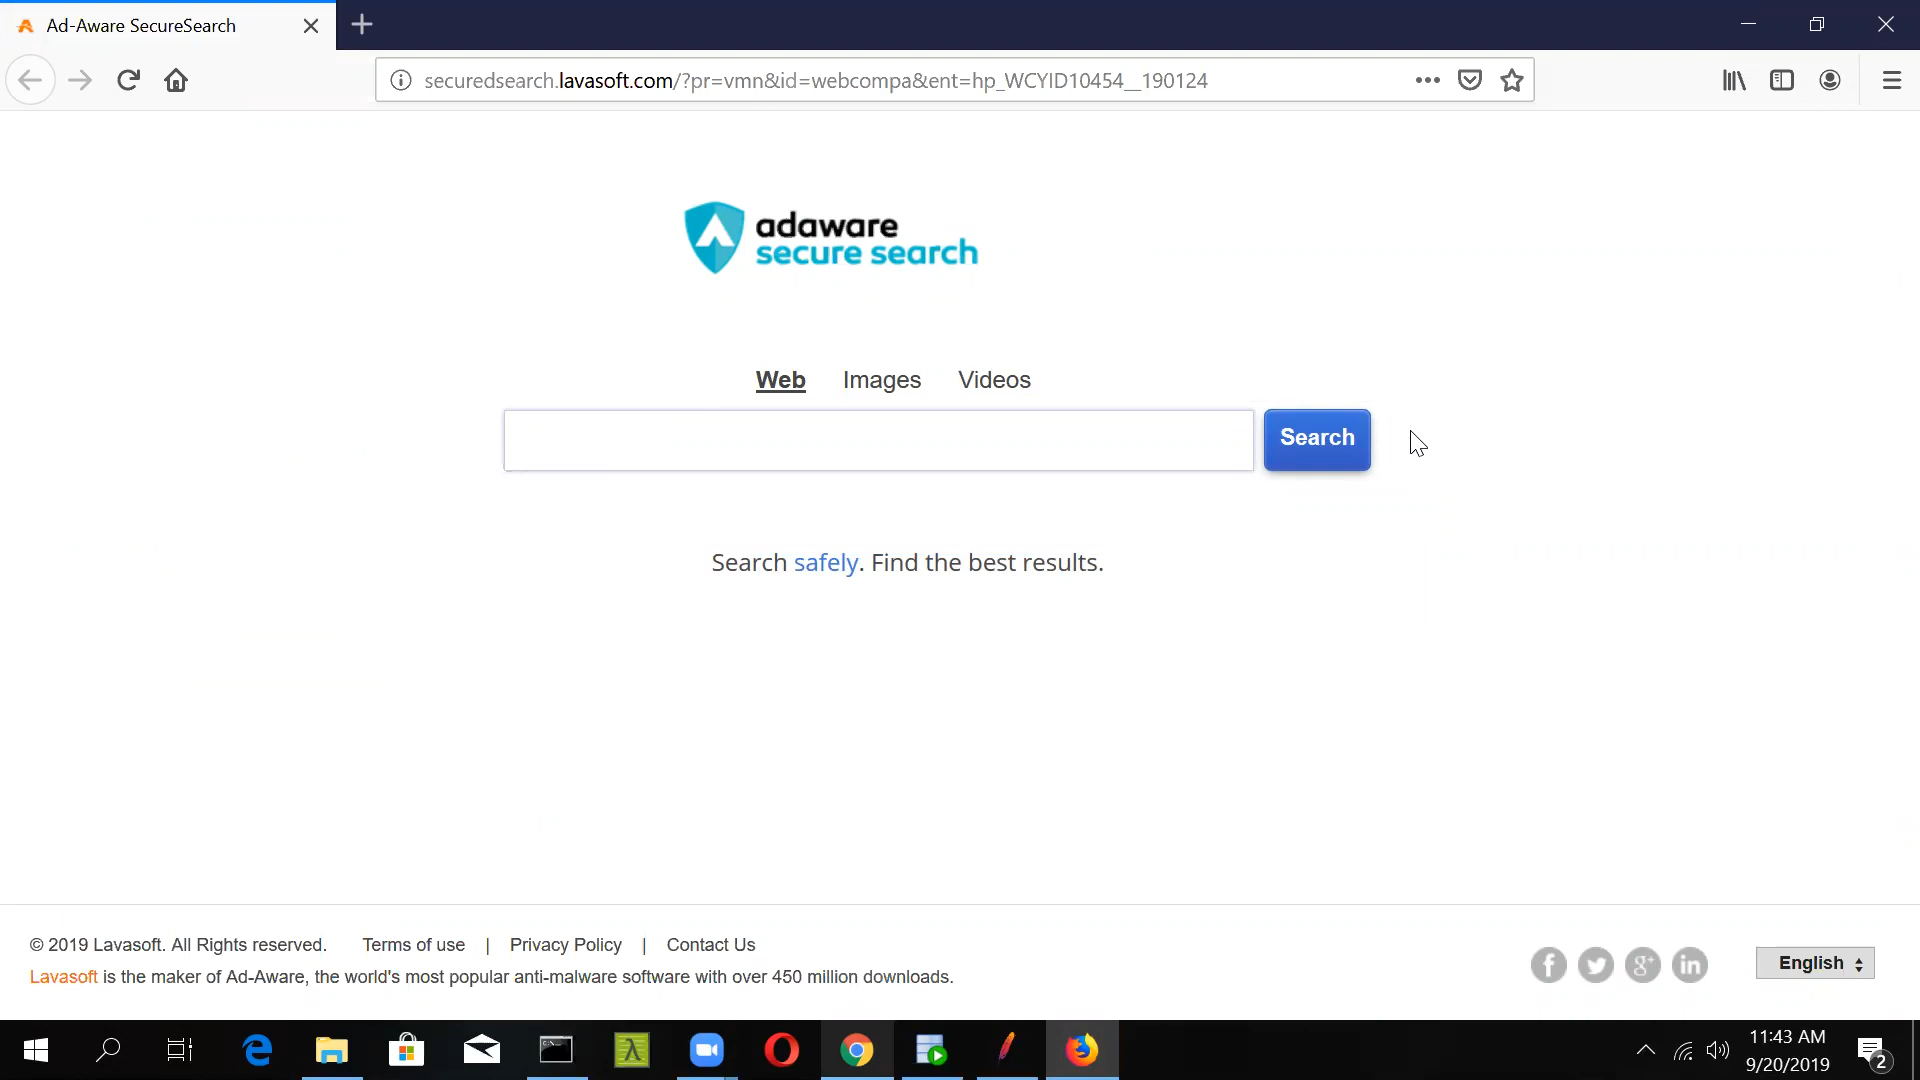 Ad-Aware SecureSearch
securedsearch.lavasoft.com/?pr=vmn&id=webcompa&ent=hp_WCYID10454__190124
adaware
secure search
Web Images Videos
Search
Search safely. Find the best results.
© 2019 Lavasoft. All Rights reserved. Terms of use | Privacy Policy | Contact Us
Lavasoft is the maker of Ad-Aware, the world's most popular anti-malware software with over 450 million downloads.
English
11:43 AM
9/20/2019
2